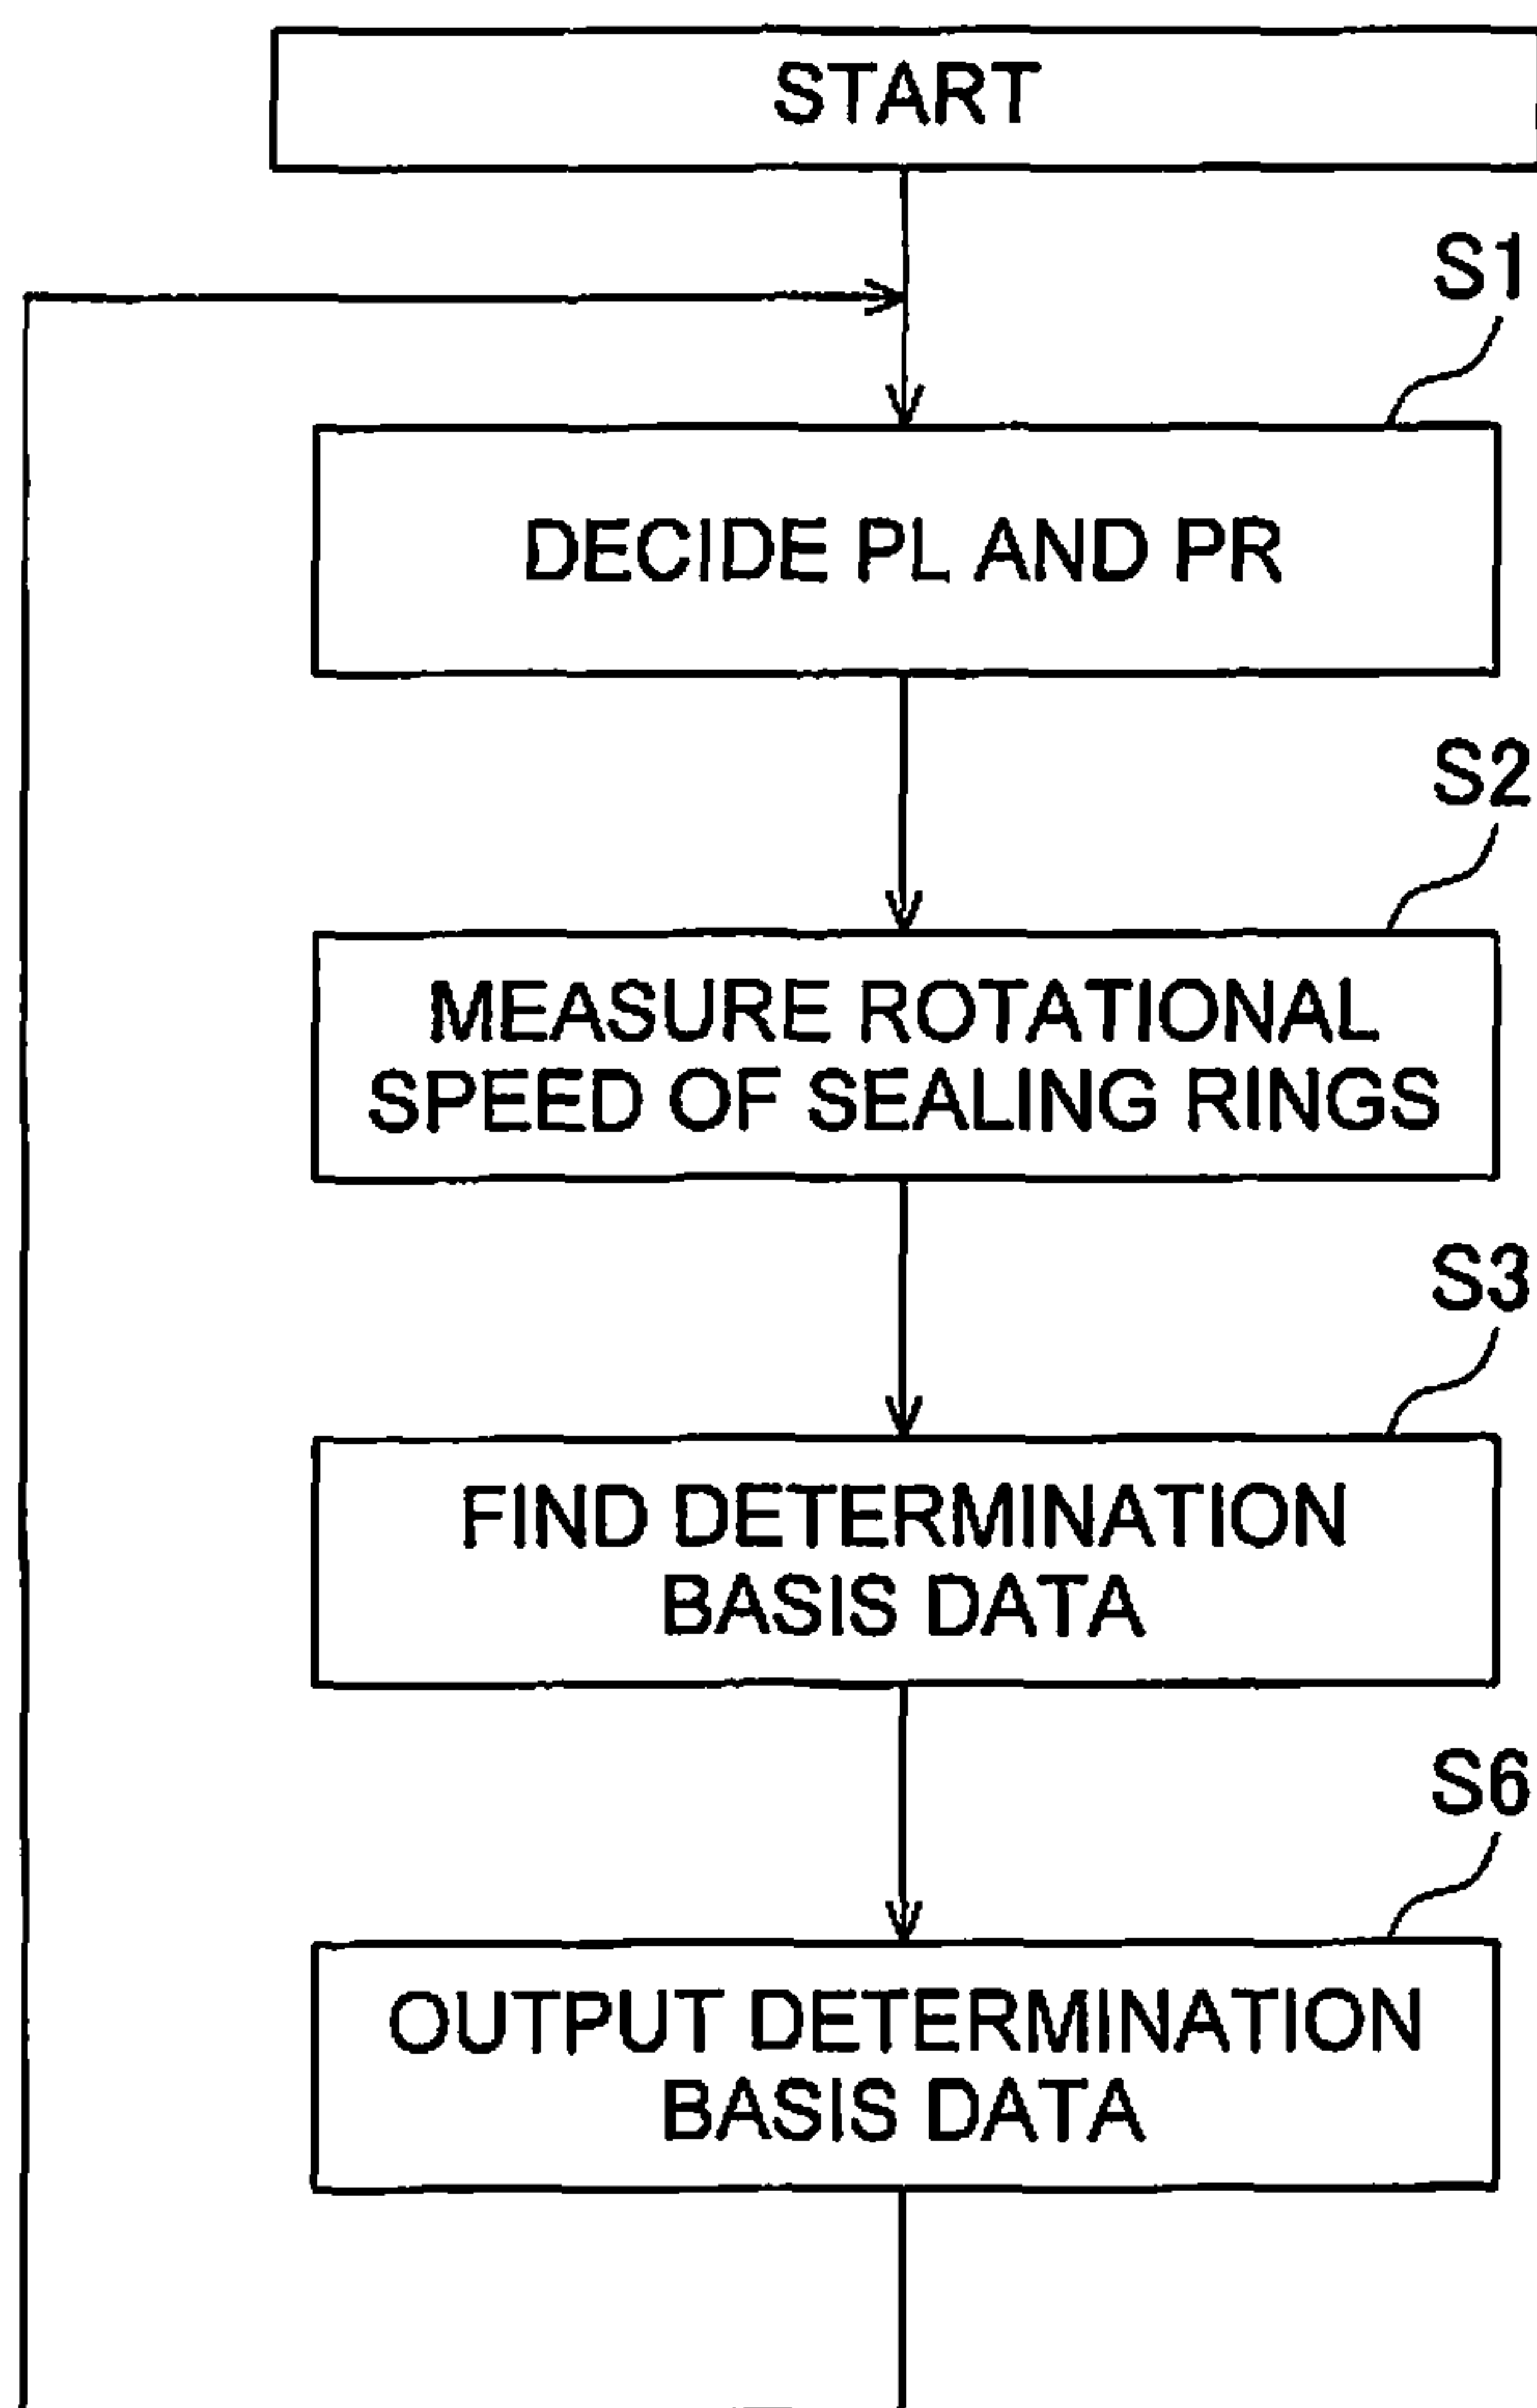 START
S1
DECIDE PL AND PR
S2
MEASURE ROTATIONAL
SPEED OF SEALING RINGS
S3
FIND DETERMINATION
BASIS DATA
S6
OUTPUT DETERMINATION
BASIS DATA